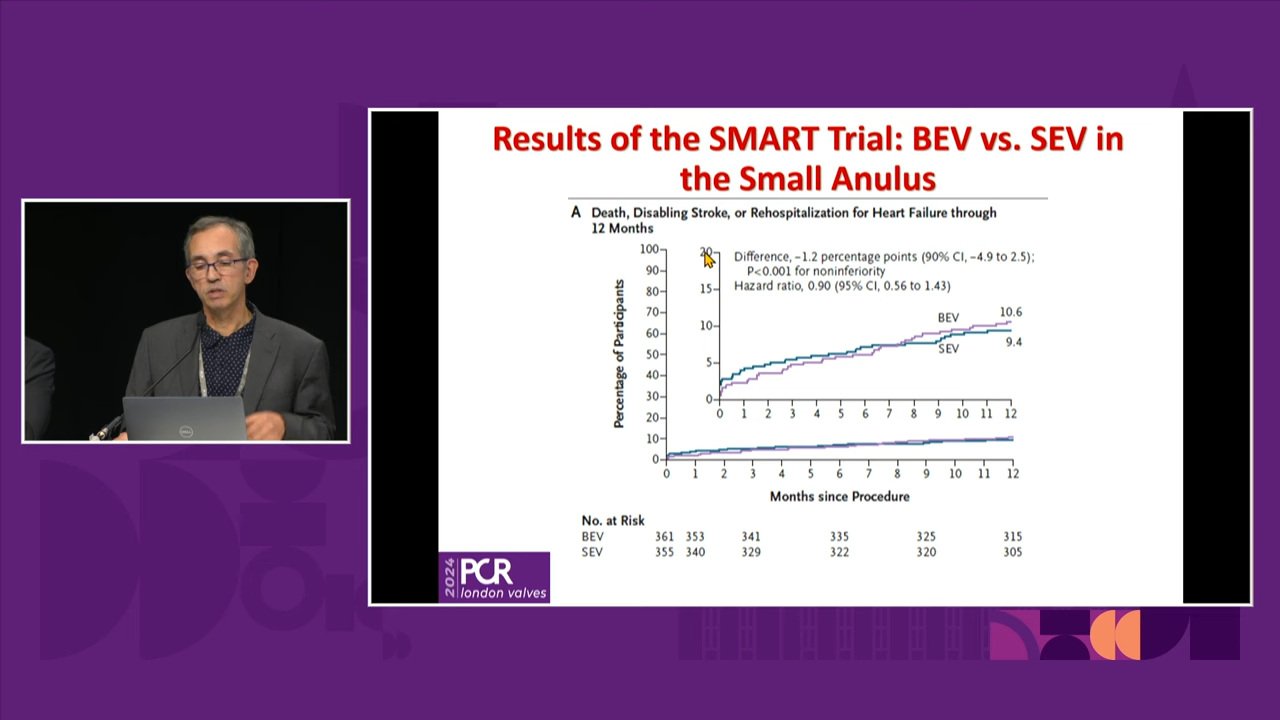 Results of the SMART Trial: BEV vs. SEV in
the Small Anulus
A Death, Disabling Stroke, or Rehospitalization for Heart Failure through
12 Months
Percentage of Participants
100
90
80
70
60
50
40
30
20
10
0
20
15
10
5
0
Difference, −1.2 percentage points (90% CI, −4.9 to 2.5);
P<0.001 for noninferiority
Hazard ratio, 0.90 (95% CI, 0.56 to 1.43)
BEV
10.6
SEV
9.4
0 1 2 3 4 5 6 7 8 9 10 11 12
0 1 2 3 4 5 6 7 8 9 10 11 12
Months since Procedure
No. at Risk
BEV 361 353 341 335 325 315
SEV 355 340 329 322 320 305
2024
PCR
london valves
DELL